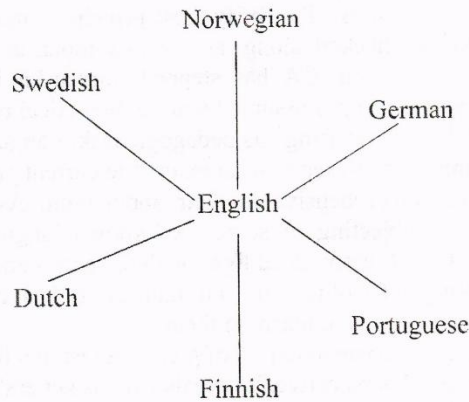 Norwegian
Swedish
German
English
Dutch
Portuguese
Finnish